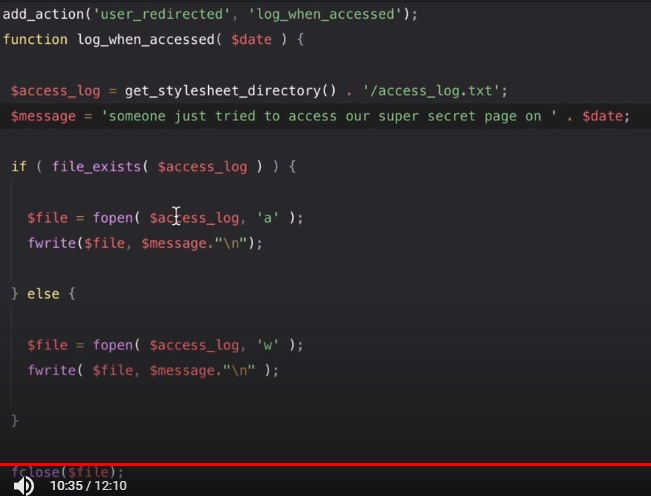 add_action('user_redirected', 'log_when_accessed');
function log_when_accessed( $date ) {
$access_log = get_stylesheet_directory() . '/access_log.txt';
$message = 'someone just tried to access our super secret page on ' . $date;
if ( file_exists( $access_log ) ) {
$file = fopen( $access_log, 'a' );
fwrite($file, $message."\n");
} else {
$file = fopen( $access_log, 'w' );
fwrite( $file, $message."\n" );
}
fclose($file);
10:35 / 12:10